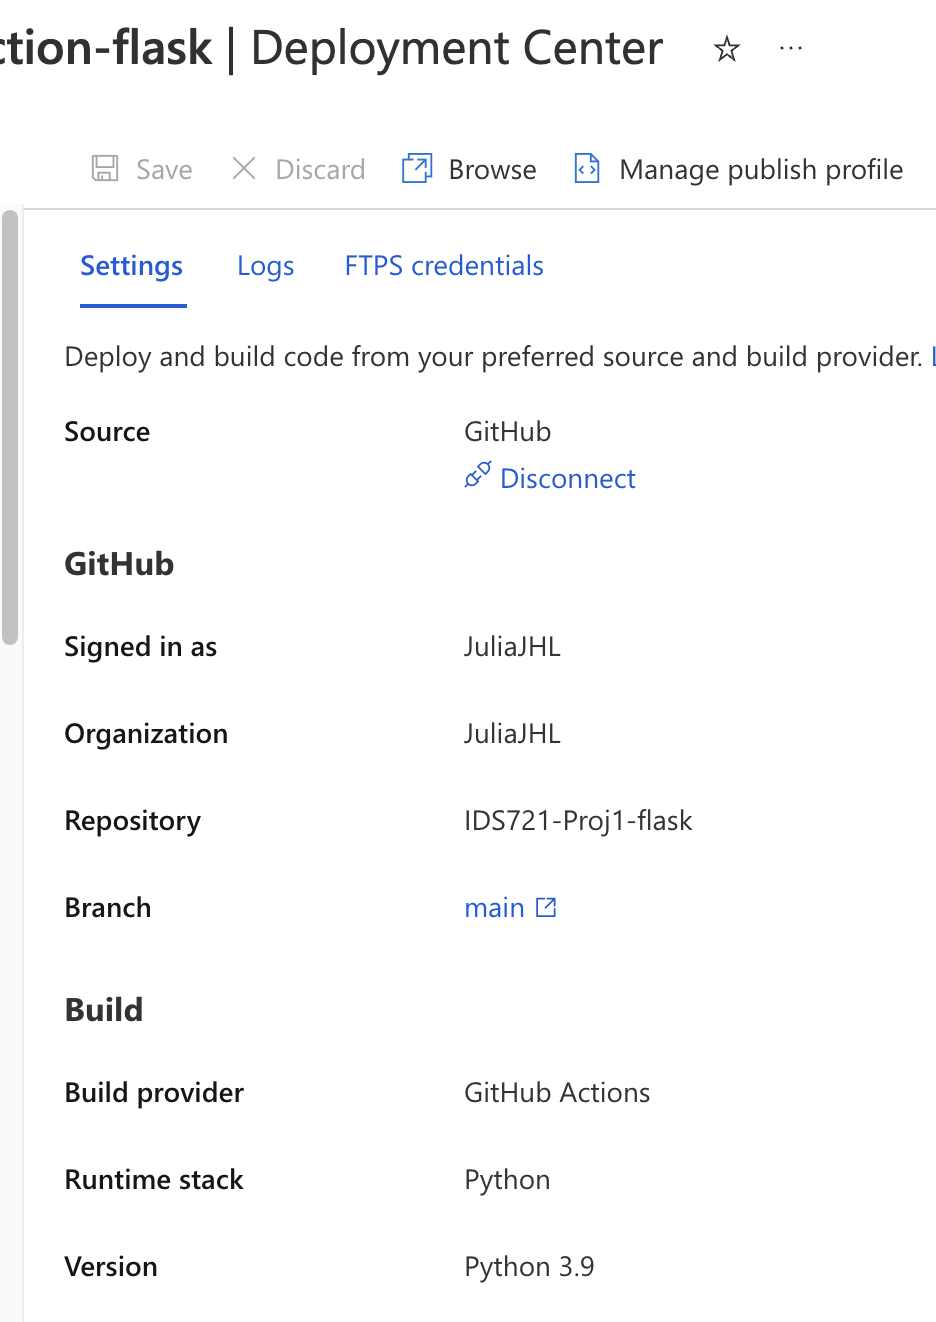 ction-flask | Deployment Center
Save Discard Browse Manage publish profile
Settings Logs FTPS credentials
Deploy and build code from your preferred source and build provider.
Source GitHub
Disconnect
GitHub
Signed in as JuliaJHL
Organization JuliaJHL
Repository IDS721-Proj1-flask
Branch main
Build
Build provider GitHub Actions
Runtime stack Python
Version Python 3.9